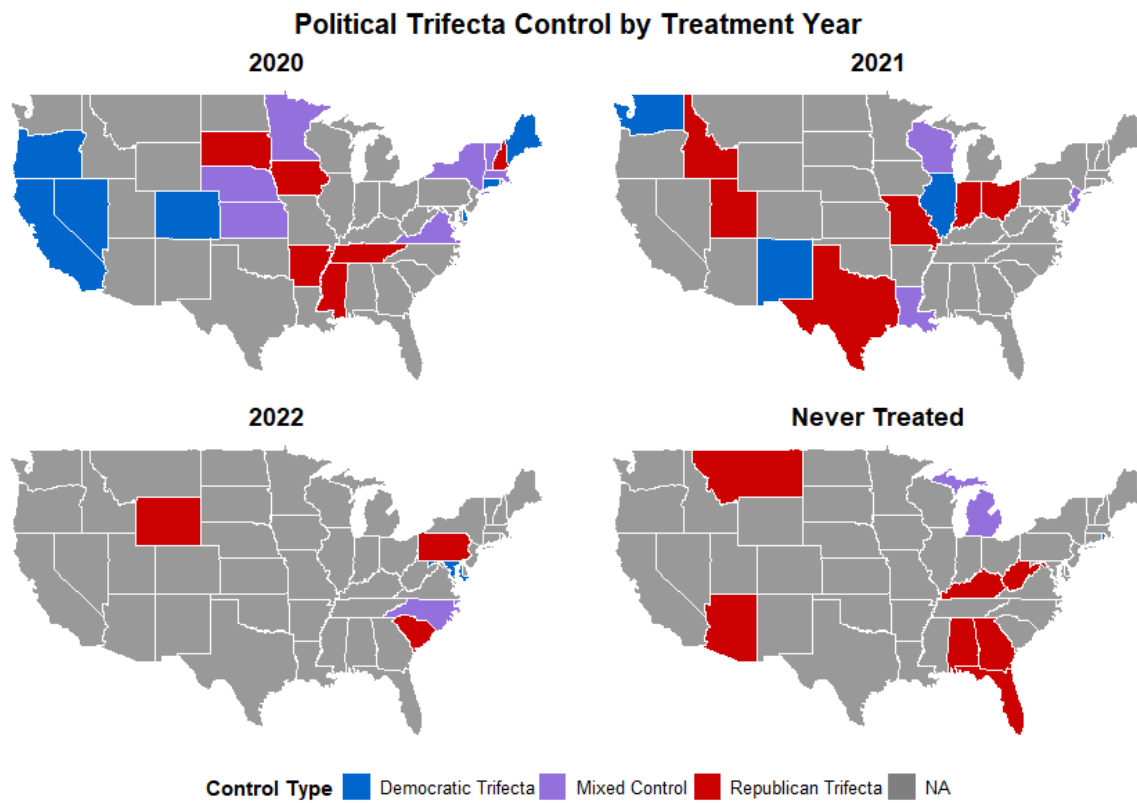 Political Trifecta Control by Treatment Year
2020
2021
2022
Never Treated
Control Type
Democratic Trifecta
Mixed Control
Republican Trifecta
NA